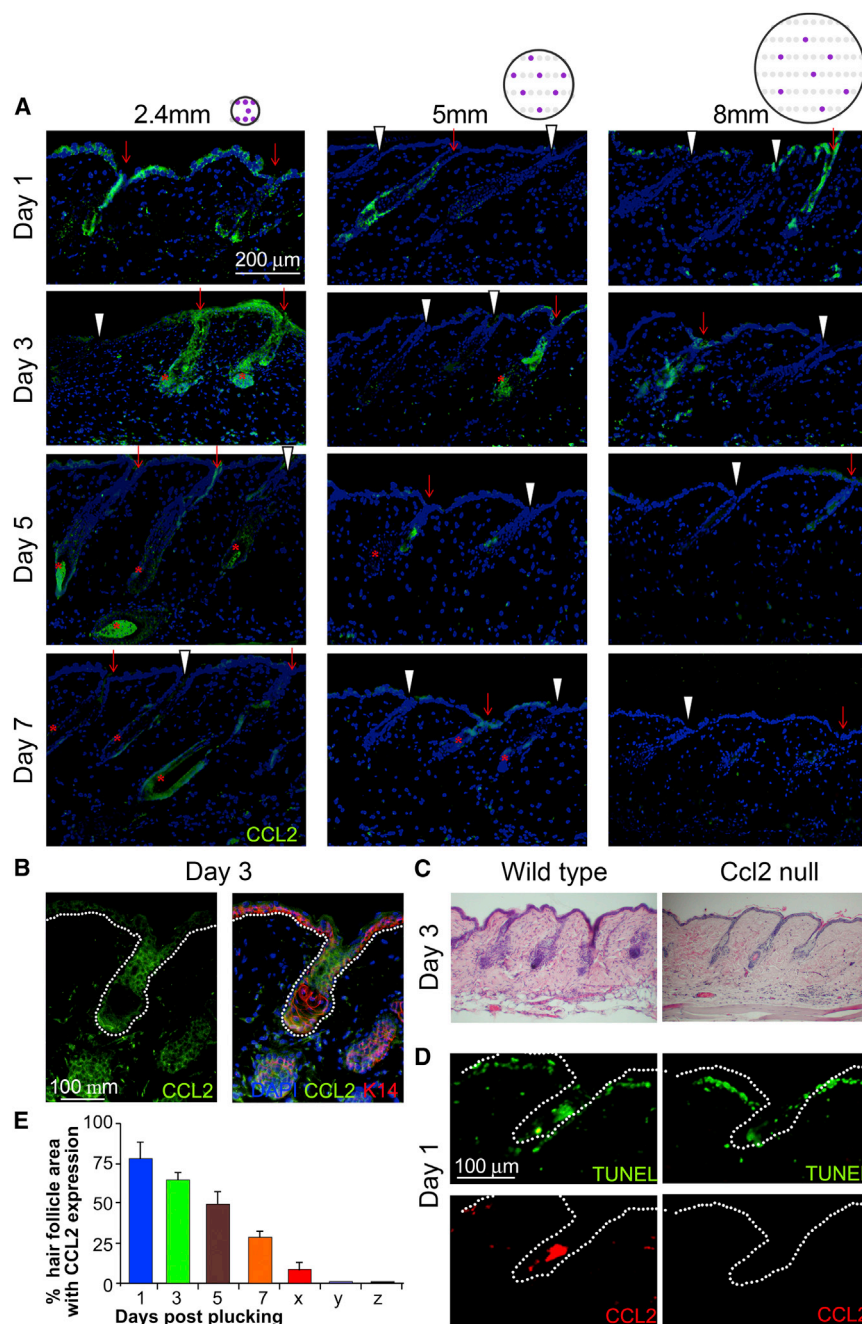 A
2.4mm
5mm
8mm
Day 1
200 μm
Day 3
Day 5
Day 7
CCL2
B
Day 3
100 mm
CCL2
DAPI CCL2 K14
C
Wild type
Ccl2 null
Day 3
D
Day 1
TUNEL
100 μm
TUNEL
CCL2
CCL2
E
% hair follicle area
with CCL2 expression
100
75
50
25
0
1 3 5 7 x y z
Days post plucking